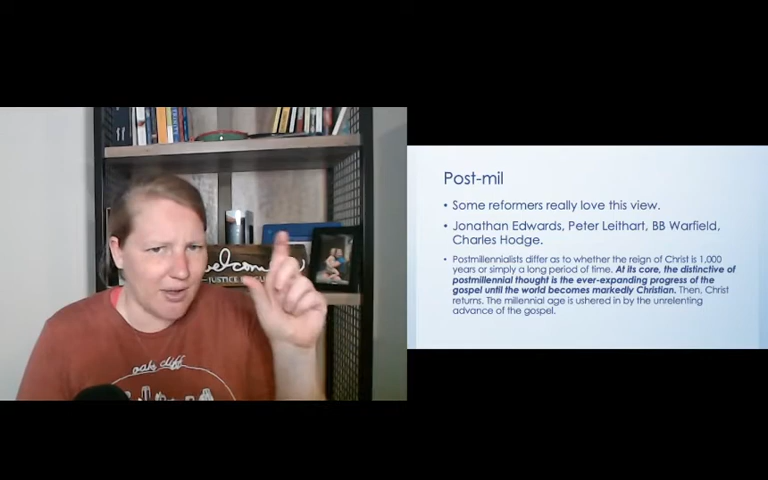 welcome
JUSTICE
oak cliff
Post-mil
• Some reformers really love this view.
• Jonathan Edwards, Peter Leithart, BB Warfield,
Charles Hodge.
• Postmillennialists differ as to whether the reign of Christ is 1,000
years or simply a long period of time. At its core, the distinctive of
postmillennial thought is the ever-expanding progress of the
gospel until the world becomes markedly Christian. Then, Christ
returns. The millennial age is ushered in by the unrelenting
advance of the gospel.